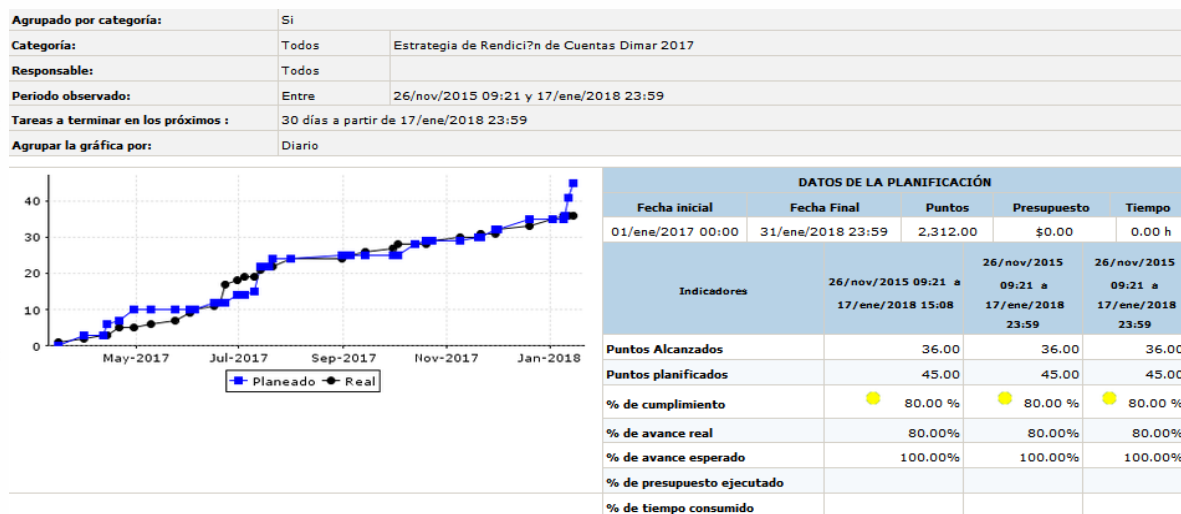 Agrupado por categoría: Si
Categoría: Todos Estrategia de Rendici?n de Cuentas Dimar 2017
Responsable: Todos
Periodo observado: Entre 26/nov/2015 09:21 y 17/ene/2018 23:59
Tareas a terminar en los próximos : 30 días a partir de 17/ene/2018 23:59
Agrupar la gráfica por: Diario
40
30
20
10
0
May-2017 Jul-2017 Sep-2017 Nov-2017 Jan-2018
Planeado Real
DATOS DE LA PLANIFICACIÓN
Fecha inicial Fecha Final Puntos Presupuesto Tiempo
01/ene/2017 00:00 31/ene/2018 23:59 2,312.00 $0.00 0.00 h
Indicadores
26/nov/2015 09:21 a
17/ene/2018 15:08
26/nov/2015
09:21 a
17/ene/2018
23:59
26/nov/2015
09:21 a
17/ene/2018
23:59
Puntos Alcanzados 36.00 36.00 36.00
Puntos planificados 45.00 45.00 45.00
% de cumplimiento 80.00 % 80.00 % 80.00 %
% de avance real 80.00% 80.00% 80.00%
% de avance esperado 100.00% 100.00% 100.00%
% de presupuesto ejecutado
% de tiempo consumido